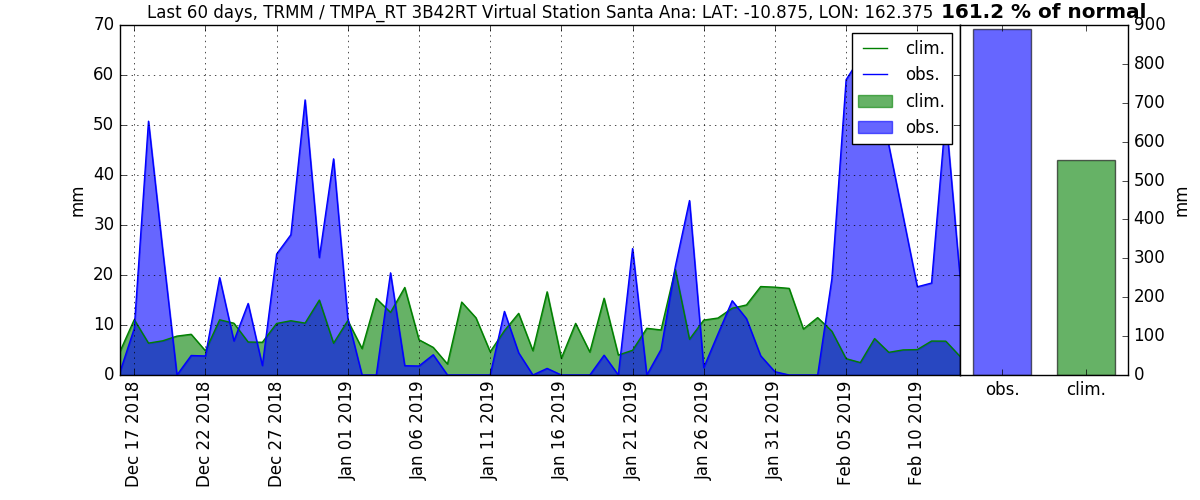 Last 60 days, TRMM / TMPA_RT 3B42RT Virtual Station Santa Ana: LAT: -10.875, LON: 162.375 161.2 % of normal
70
60
50
40
30
20
10
0
mm
clim.
obs.
clim.
obs.
Dec 17 2018
Dec 22 2018
Dec 27 2018
Jan 01 2019
Jan 06 2019
Jan 11 2019
Jan 16 2019
Jan 21 2019
Jan 26 2019
Jan 31 2019
Feb 05 2019
Feb 10 2019
900
800
700
600
500
400
300
200
100
0
mm
obs.
clim.